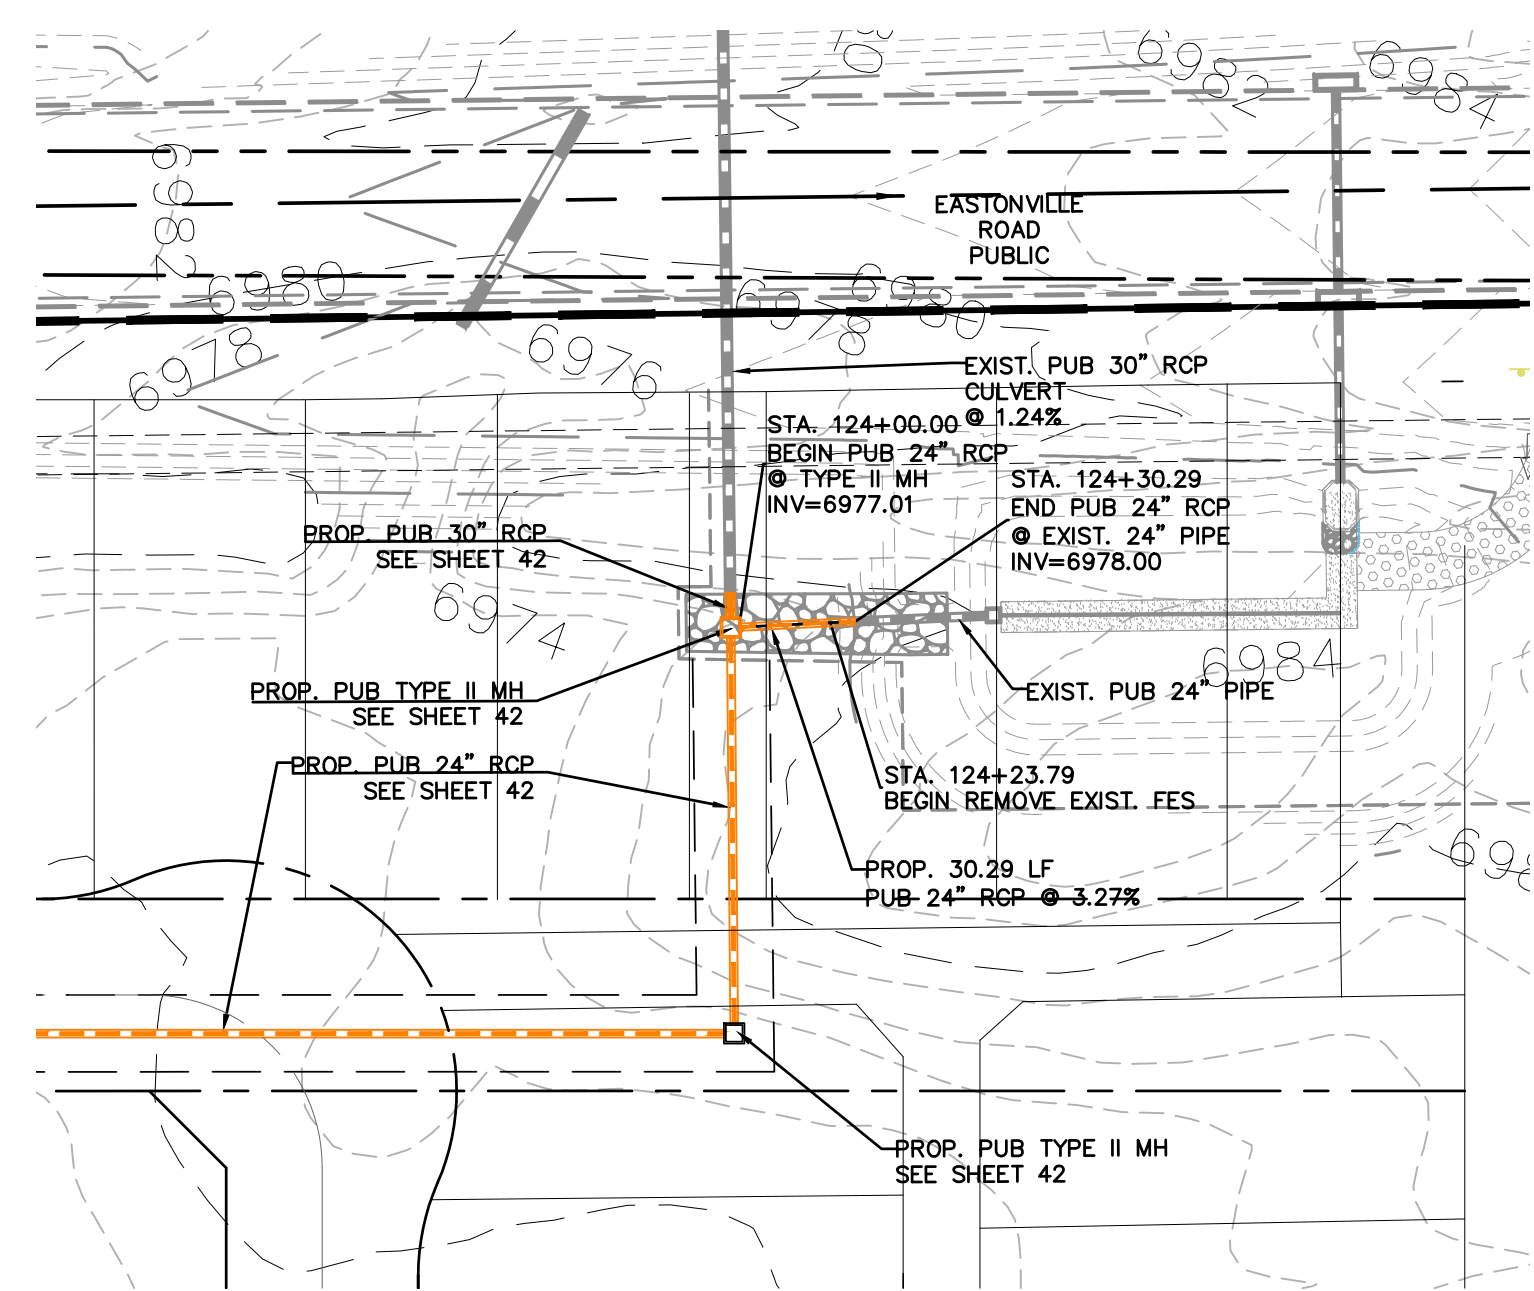 6982
6984
6982
EASTONVILLE
ROAD
PUBLIC
6980
6978
6980
6978
6976
EXIST. PUB 30” RCP
CULVERT
@ 1.24%
STA. 124+00.00
BEGIN PUB 24” RCP
@ TYPE II MH
INV=6977.01
STA. 124+30.29
END PUB 24” RCP
@ EXIST. 24” PIPE
INV=6978.00
PROP. PUB 30” RCP
SEE SHEET 42
6974
6984
PROP. PUB TYPE II MH
SEE SHEET 42
EXIST. PUB 24” PIPE
PROP. PUB 24” RCP
SEE SHEET 42
STA. 124+23.79
BEGIN REMOVE EXIST. FES
PROP. 30.29 LF
PUB 24” RCP @ 3.27%
PROP. PUB TYPE II MH
SEE SHEET 42